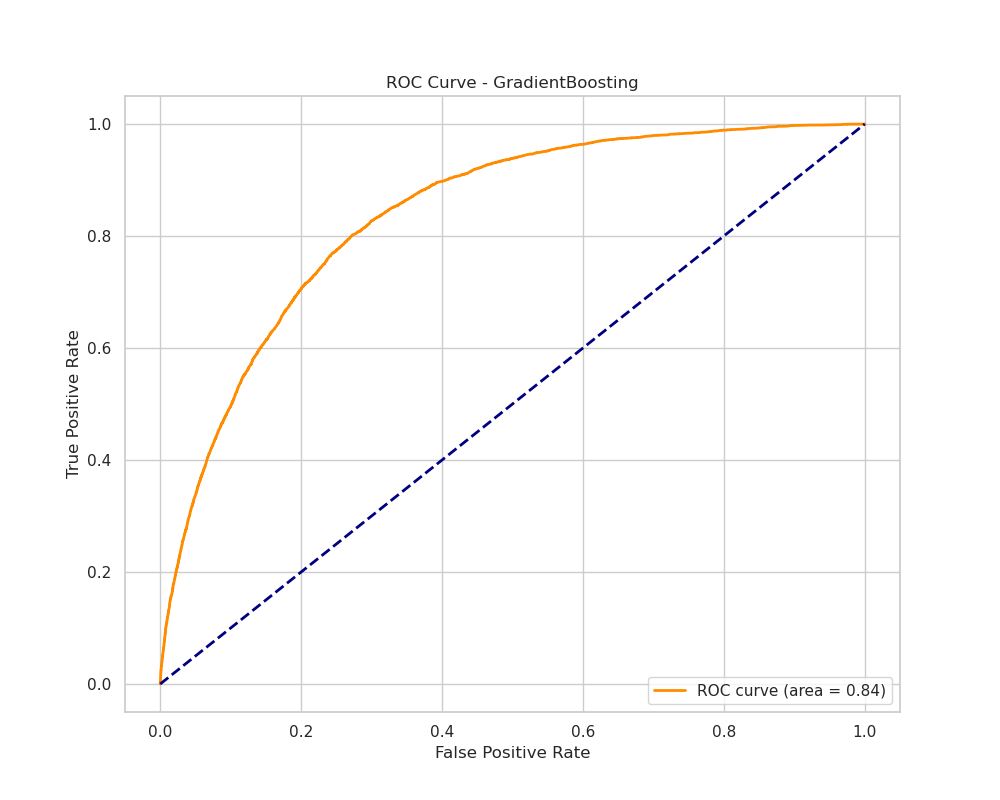 ROC Curve - GradientBoosting
1.0
0.8
0.6
0.4
0.2
0.0
True Positive Rate
ROC curve (area = 0.84)
0.0 0.2 0.4 0.6 0.8 1.0
False Positive Rate